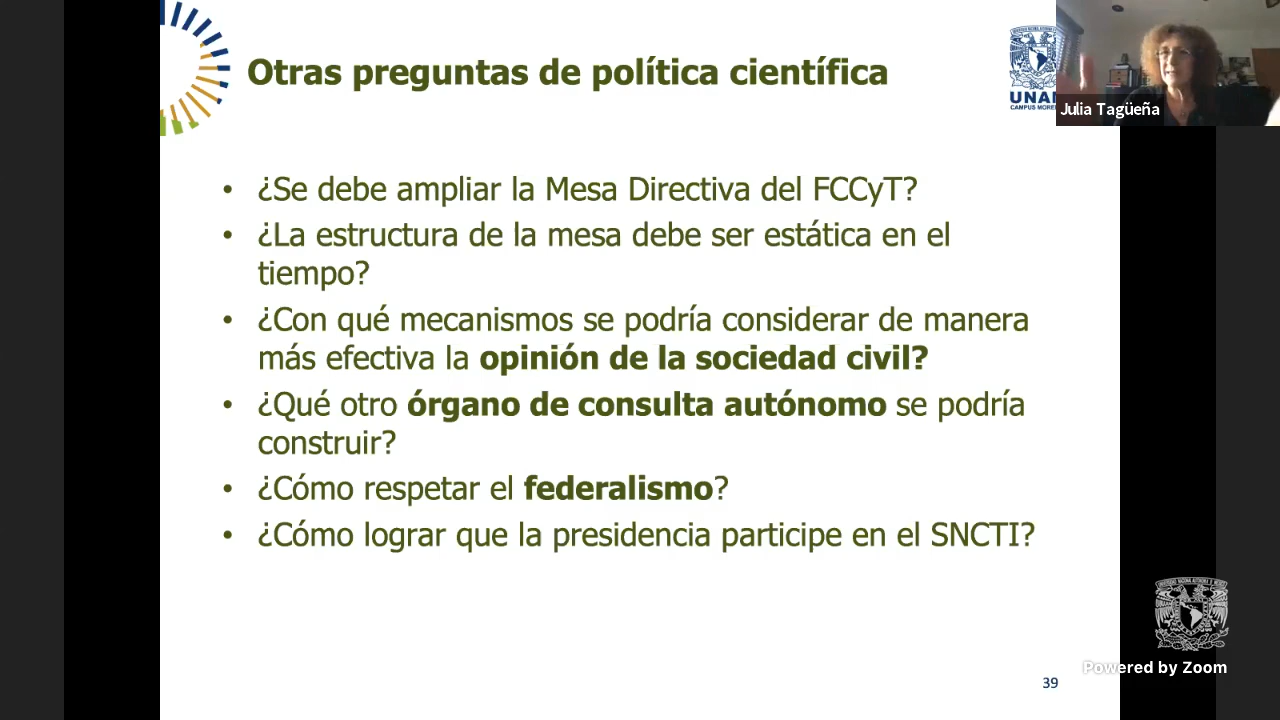 Otras preguntas de política científica
UNA
CAMPUS MORE
Julia Tagüeña
• ¿Se debe ampliar la Mesa Directiva del FCCyT?
• ¿La estructura de la mesa debe ser estática en el
tiempo?
• ¿Con qué mecanismos se podría considerar de manera
más efectiva la opinión de la sociedad civil?
• ¿Qué otro órgano de consulta autónomo se podría
construir?
• ¿Cómo respetar el federalismo?
• ¿Cómo lograr que la presidencia participe en el SNCTI?
Powered by Zoom
39